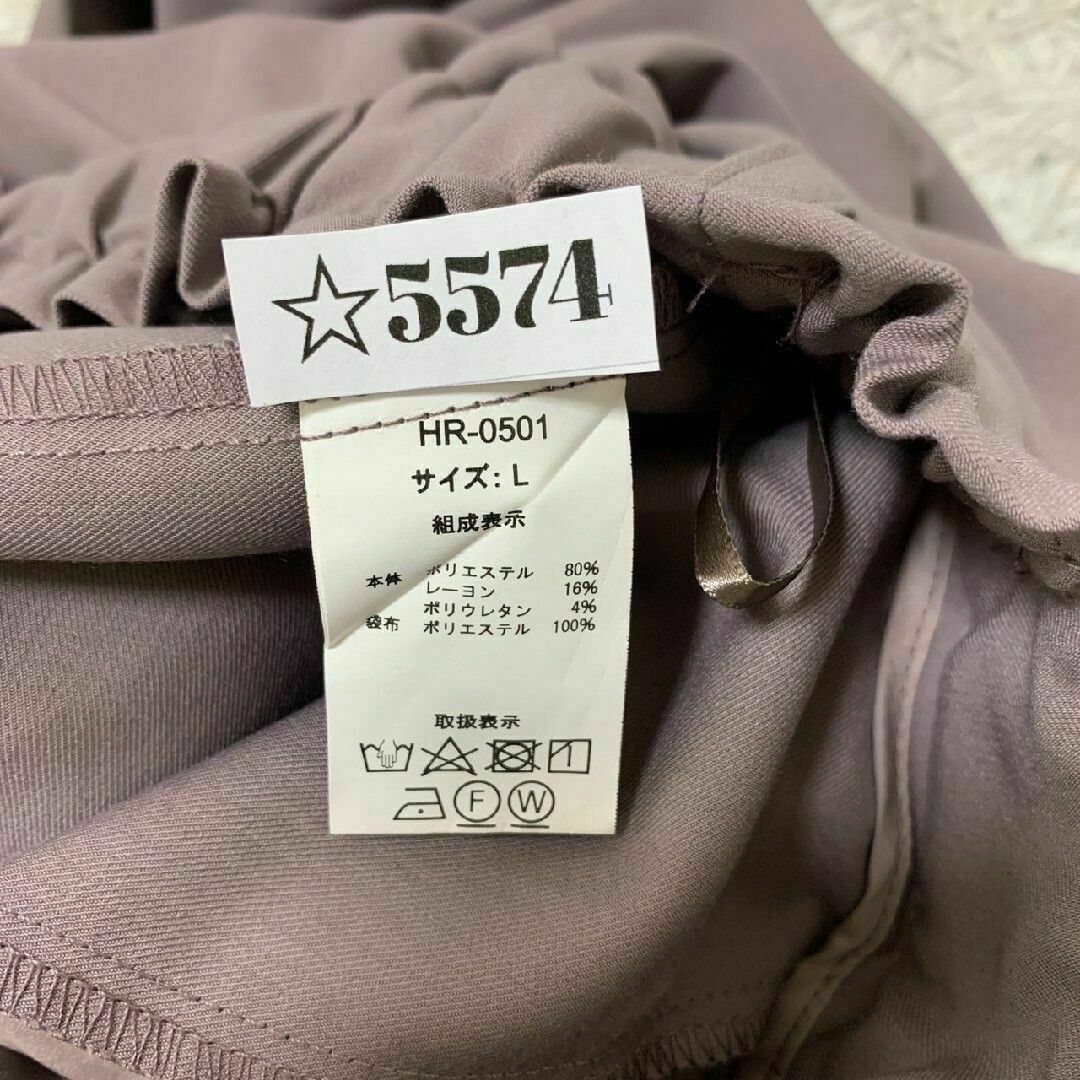 ☆5574
HR-0501
サイズ: L
組成表示
本体 ポリエステル 80%
レーヨン 16%
ポリウレタン 4%
袋布 ポリエステル 100%
取扱表示
F W